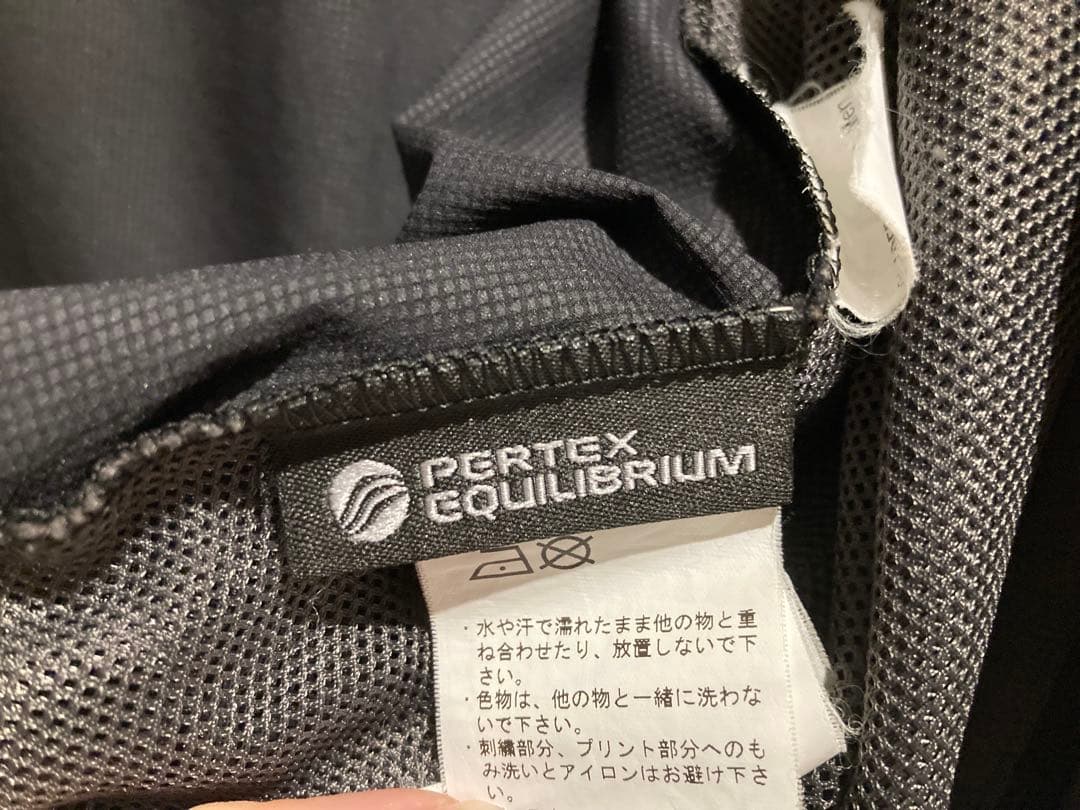 PERTEX
EQUILIBRIUM
・水や汗で濡れたまま他の物と重
ね合わせたり、放置しないで下
さい。
・色物は、他の物と一緒に洗わな
いで下さい。
・刺繍部分、プリント部分へのも
み洗いとアイロンはお避け下さ
い。